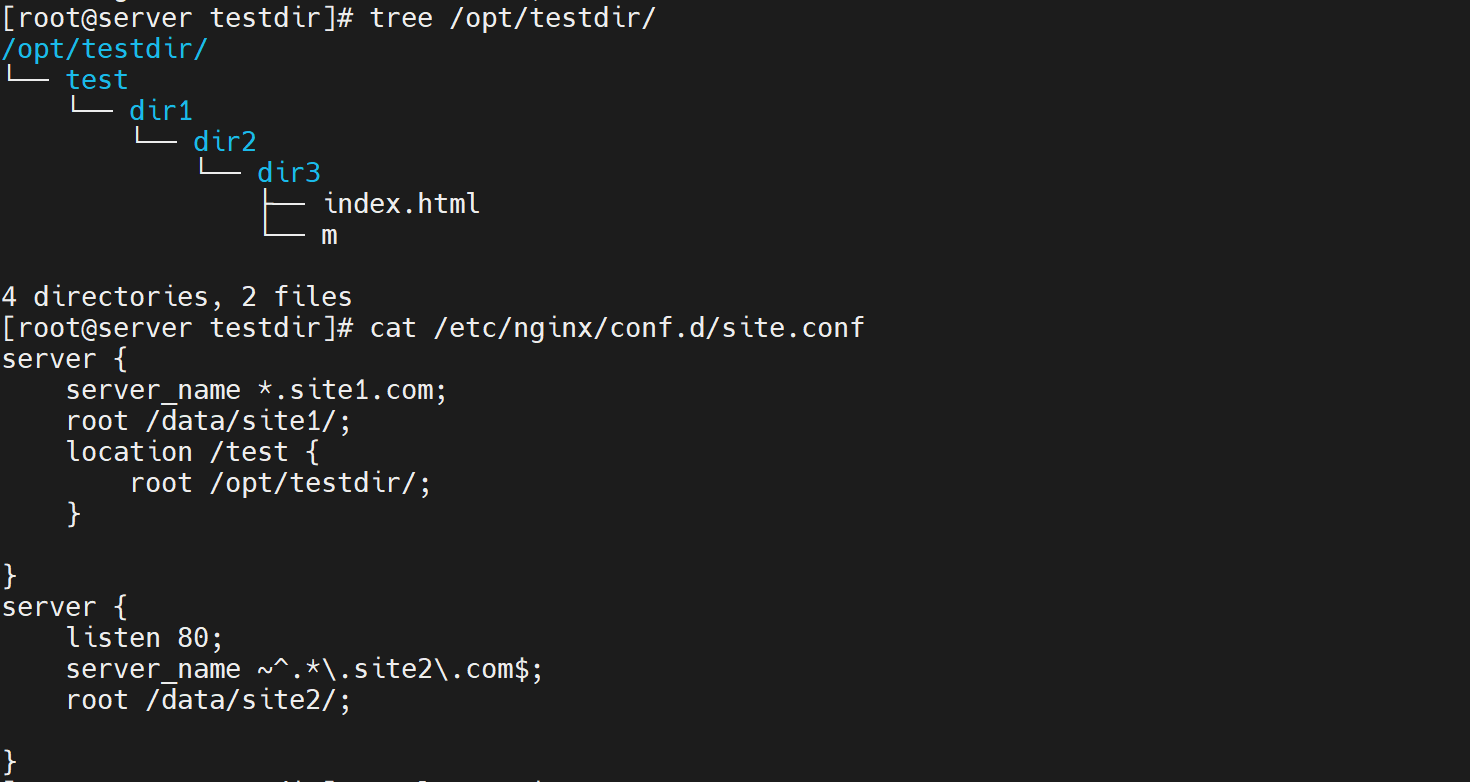 [root@server testdir]# tree /opt/testdir/
/opt/testdir/
└── test
    └── dir1
        └── dir2
            └── dir3
                ├── index.html
                └── m

4 directories, 2 files
[root@server testdir]# cat /etc/nginx/conf.d/site.conf
server {
    server_name *.site1.com;
    root /data/site1/;
    location /test {
        root /opt/testdir/;
    }

}
server {
    listen 80;
    server_name ~^.*\.site2\.com$;
    root /data/site2/;

}